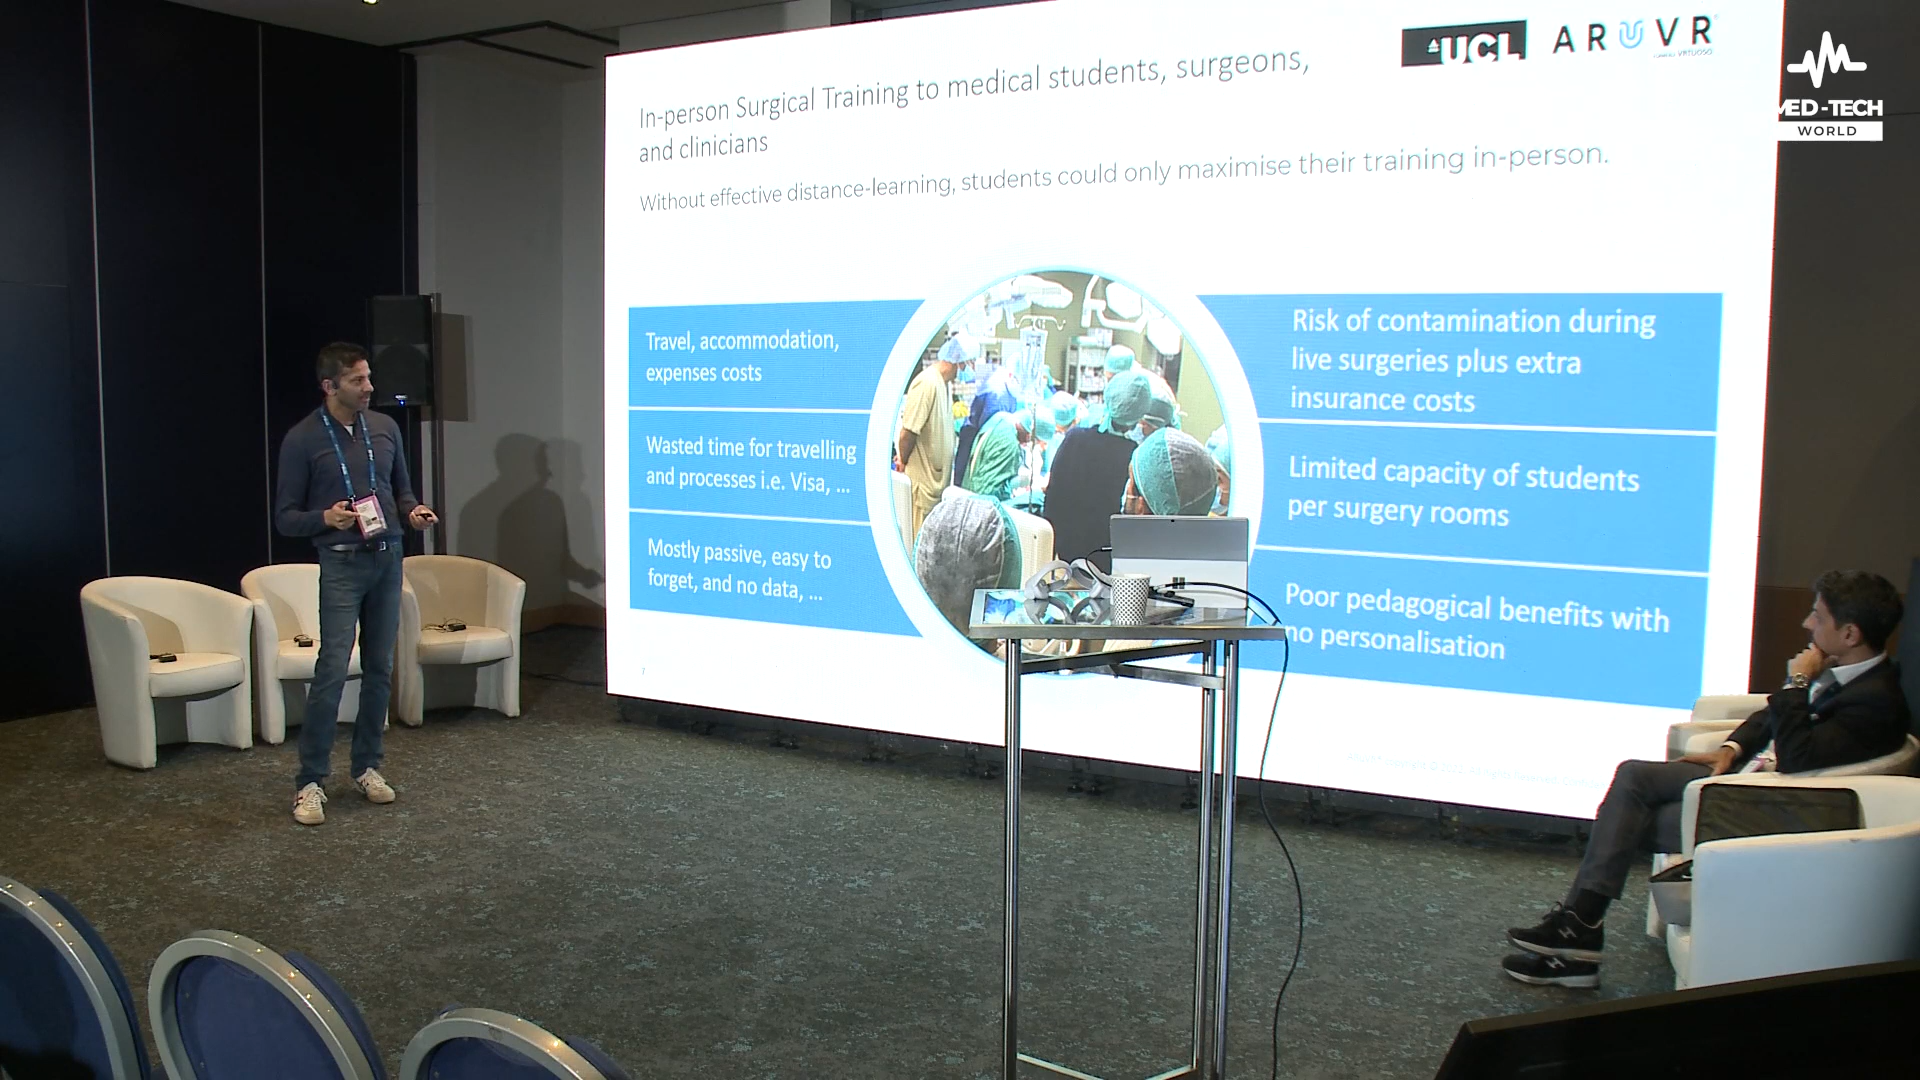 UCL
ARUVR
MED-TECH
WORLD
In-person Surgical Training to medical students, surgeons,
and clinicians
Without effective distance-learning, students could only maximise their training in-person.
Travel, accommodation,
expenses costs
Wasted time for travelling
and processes i.e. Visa, ...
Mostly passive, easy to
forget, and no data, ...
Risk of contamination during
live surgeries plus extra
insurance costs
Limited capacity of students
per surgery rooms
Poor pedagogical benefits with
no personalisation
7